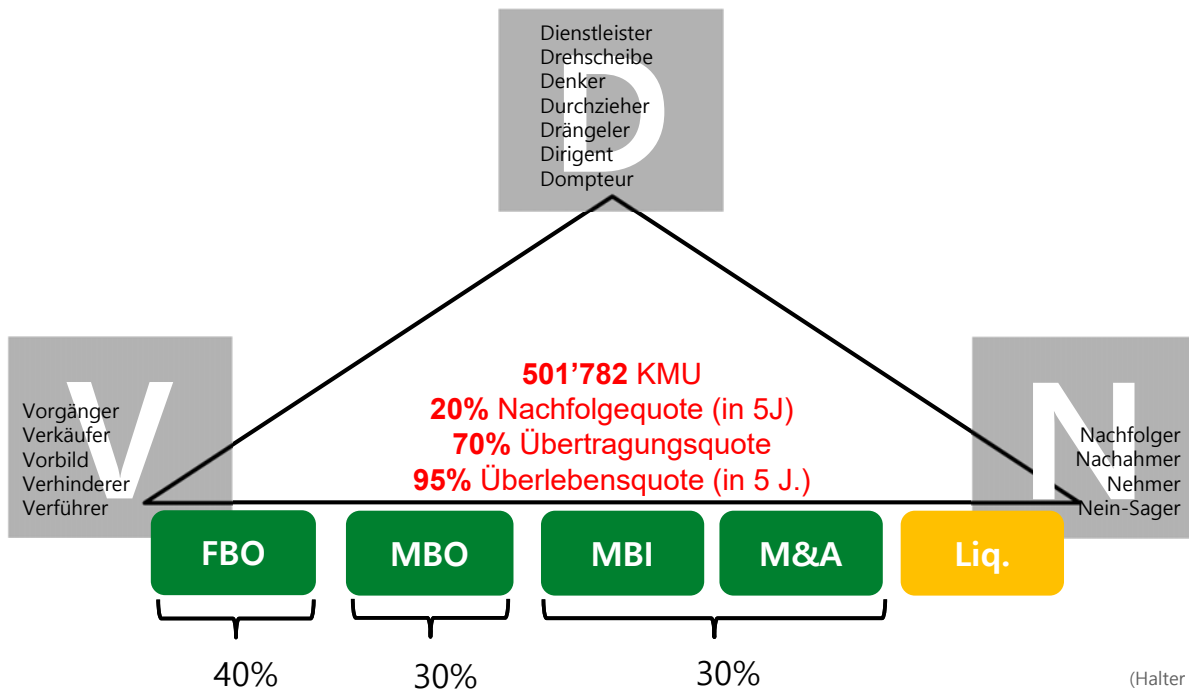 D
Dienstleister
Drehscheibe
Denker
Durchzieher
Drängeler
Dirigent
Dompteur
V
Vorgänger
Verkäufer
Vorbild
Verhinderer
Verführer
501’782 KMU
20% Nachfolgequote (in 5J)
70% Übertragungsquote
95% Überlebensquote (in 5 J.)
N
Nachfolger
Nachahmer
Nehmer
Nein-Sager
FBO
MBO
MBI
M&A
Liq.
40%
30%
30%
(Halter